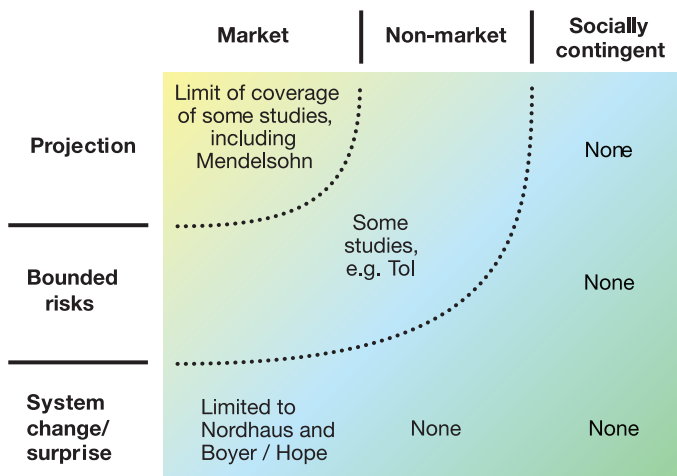 Market
Non-market
Socially
contingent
Projection
Limit of coverage
of some studies,
including
Mendelsohn
None
Bounded
risks
Some
studies,
e.g. Tol
None
System
change/
surprise
Limited to
Nordhaus and
Boyer / Hope
None
None